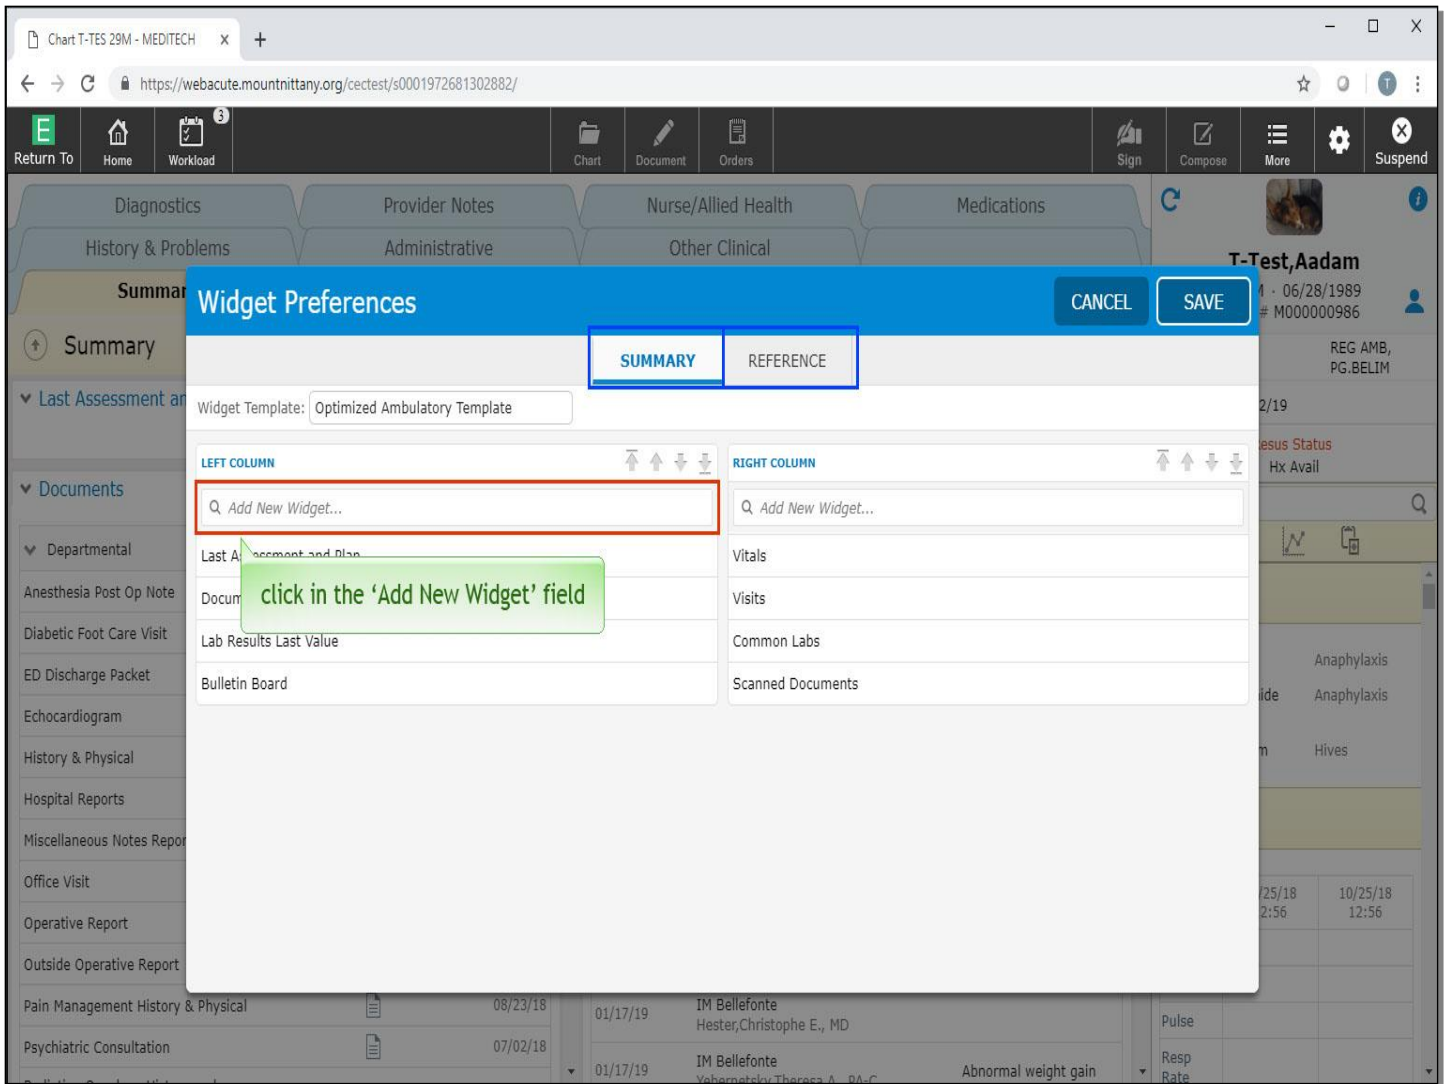 Chart T-TES 29M - MEDITECH
https://webacute.mountnittany.org/cectest/s0001972681302882/
T
E
3
Return To
Home
Workload
Chart
Document
Orders
Sign
Compose
More
Suspend
Diagnostics
Provider Notes
Nurse/Allied Health
Medications
History & Problems
Administrative
Other Clinical
T-Test,Aadam
· 06/28/1989
# M000000986
Summar
Widget Preferences
CANCEL
SAVE
Summary
REG AMB,
PG.BELIM
SUMMARY
REFERENCE
Last Assessment an
Widget Template: Optimized Ambulatory Template
2/19
LEFT COLUMN
RIGHT COLUMN
esus Status
Hx Avail
Documents
Add New Widget...
Add New Widget...
Departmental
Last A
ssment and Plan
Vitals
click in the ‘Add New Widget’ field
Anesthesia Post Op Note
Docum
Visits
Diabetic Foot Care Visit
Lab Results Last Value
Common Labs
Anaphylaxis
ED Discharge Packet
Bulletin Board
Scanned Documents
ide
Anaphylaxis
Echocardiogram
m
Hives
History & Physical
Hospital Reports
Miscellaneous Notes Repor
Office Visit
/25/18
2:56
10/25/18
12:56
Operative Report
Outside Operative Report
Pain Management History & Physical
08/23/18
01/17/19
IM Bellefonte
Hester,Christophe E., MD
Pulse
Psychiatric Consultation
07/02/18
01/17/19
IM Bellefonte
Abnormal weight gain
Resp
Rate